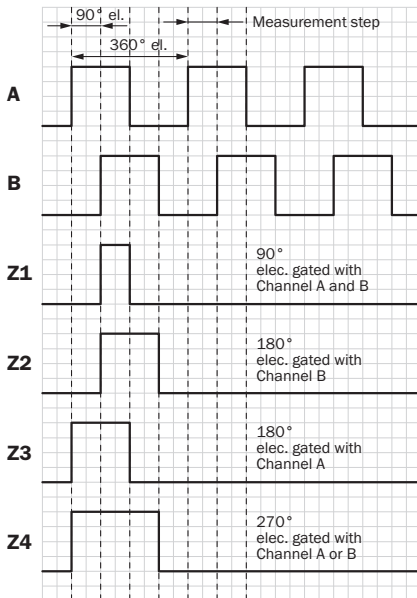 90° el.
Measurement step
360° el.
A
B
Z1
90°
elec. gated with
Channel A and B
Z2
180°
elec. gated with
Channel B
Z3
180°
elec. gated with
Channel A
Z4
270°
elec. gated with
Channel A or B